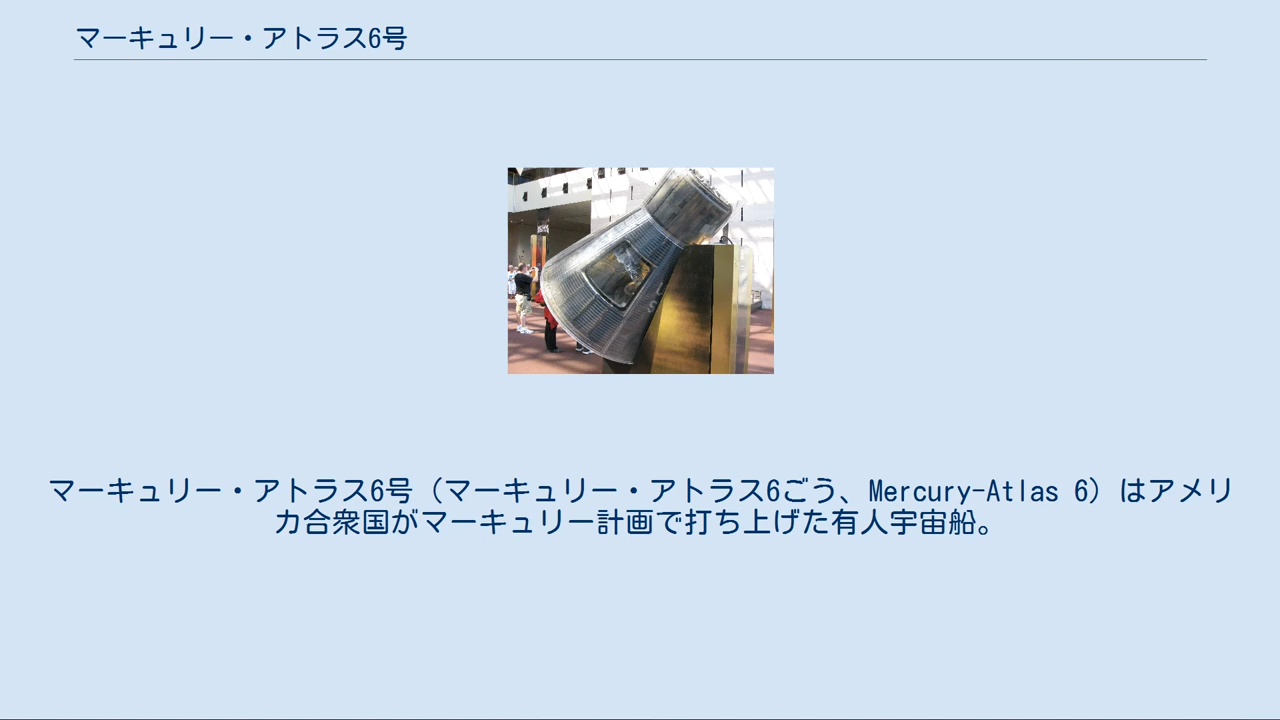 マーキュリー・アトラス6号
マーキュリー・アトラス6号（マーキュリー・アトラス6ごう、Mercury-Atlas 6）はアメリ
カ合衆国がマーキュリー計画で打ち上げた有人宇宙船。